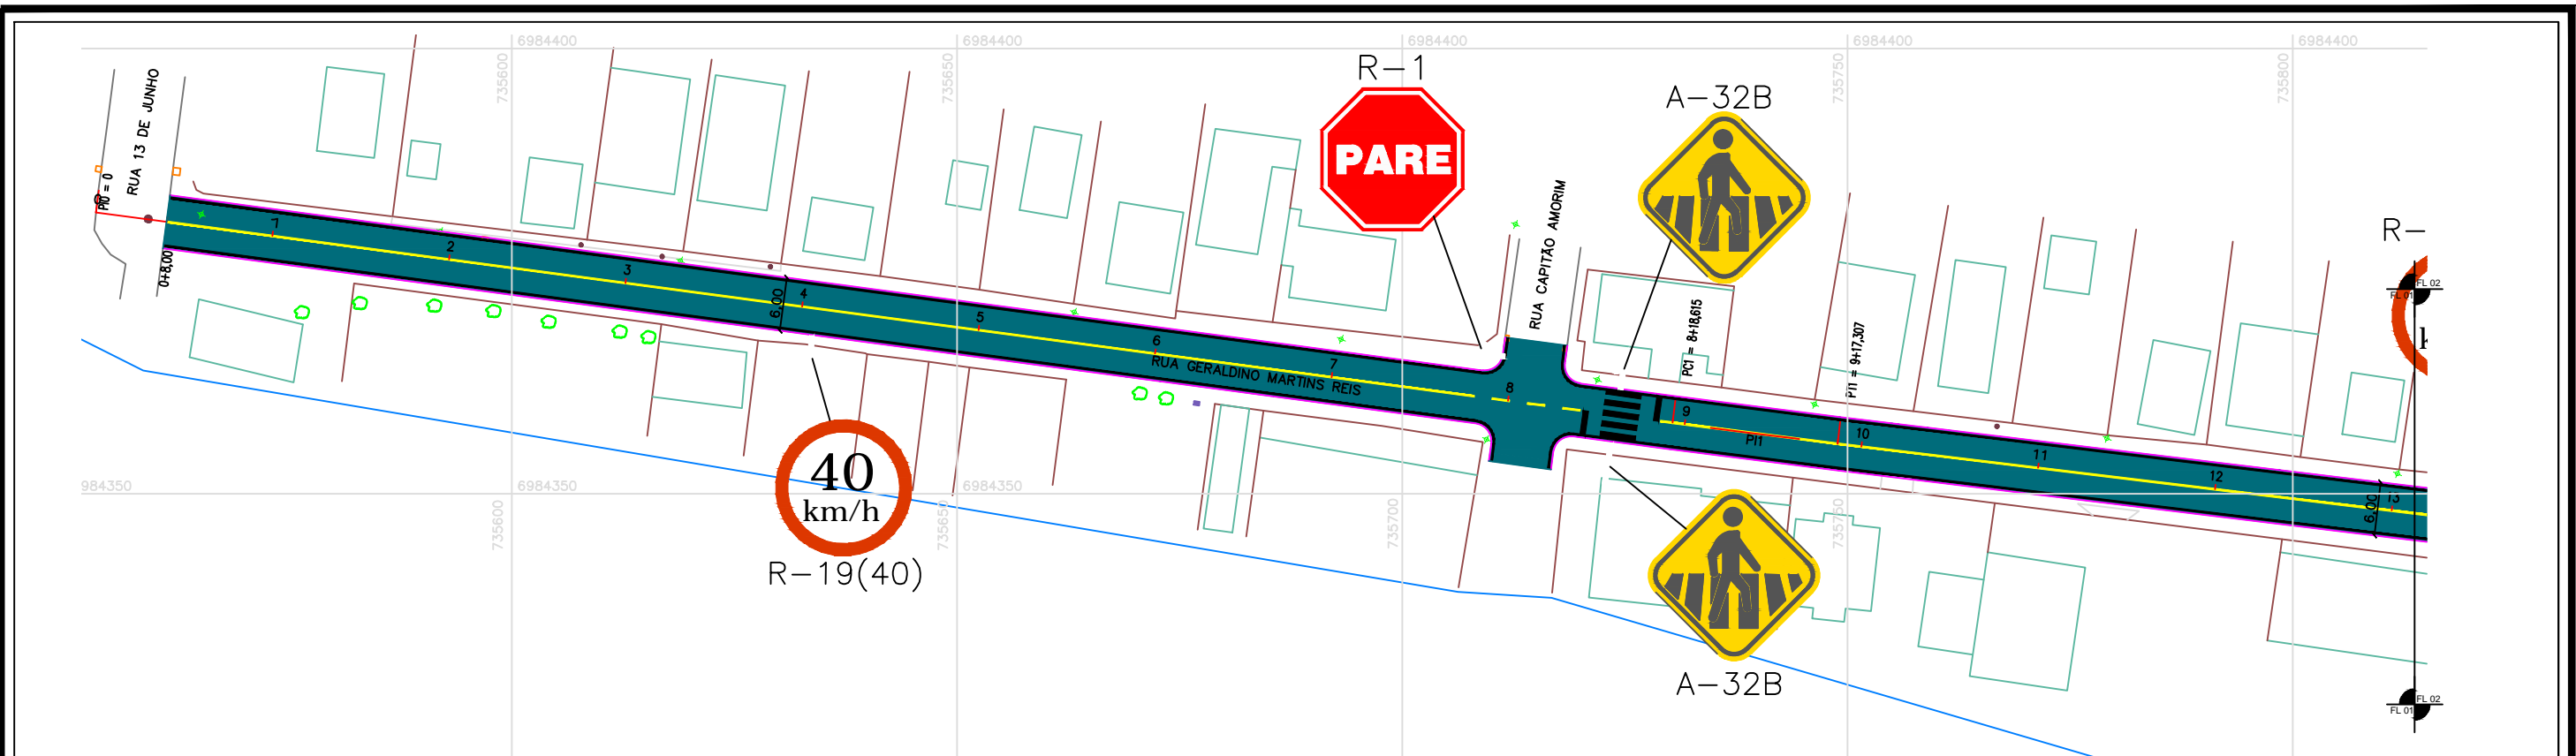 6984400
6984400
6984400
6984400
6984400
735600
735650
735750
735800
R-1
A-32B
PARE
RUA 13 DE JUNHO
PI0 = 0
0+8,00
RUA CAPITÃO AMORIM
R-
FL 02
FL 01
1
2
3
4
6,00
5
6
7
8
9
10
11
12
13
6,00
RUA GERALDINO MARTINS REIS
PC1 = 8+18,615
PI1 = 9+17,307
PI1
40
km/h
R-19(40)
984350
6984350
6984350
735600
735650
735700
735750
A-32B
FL 02
FL 01